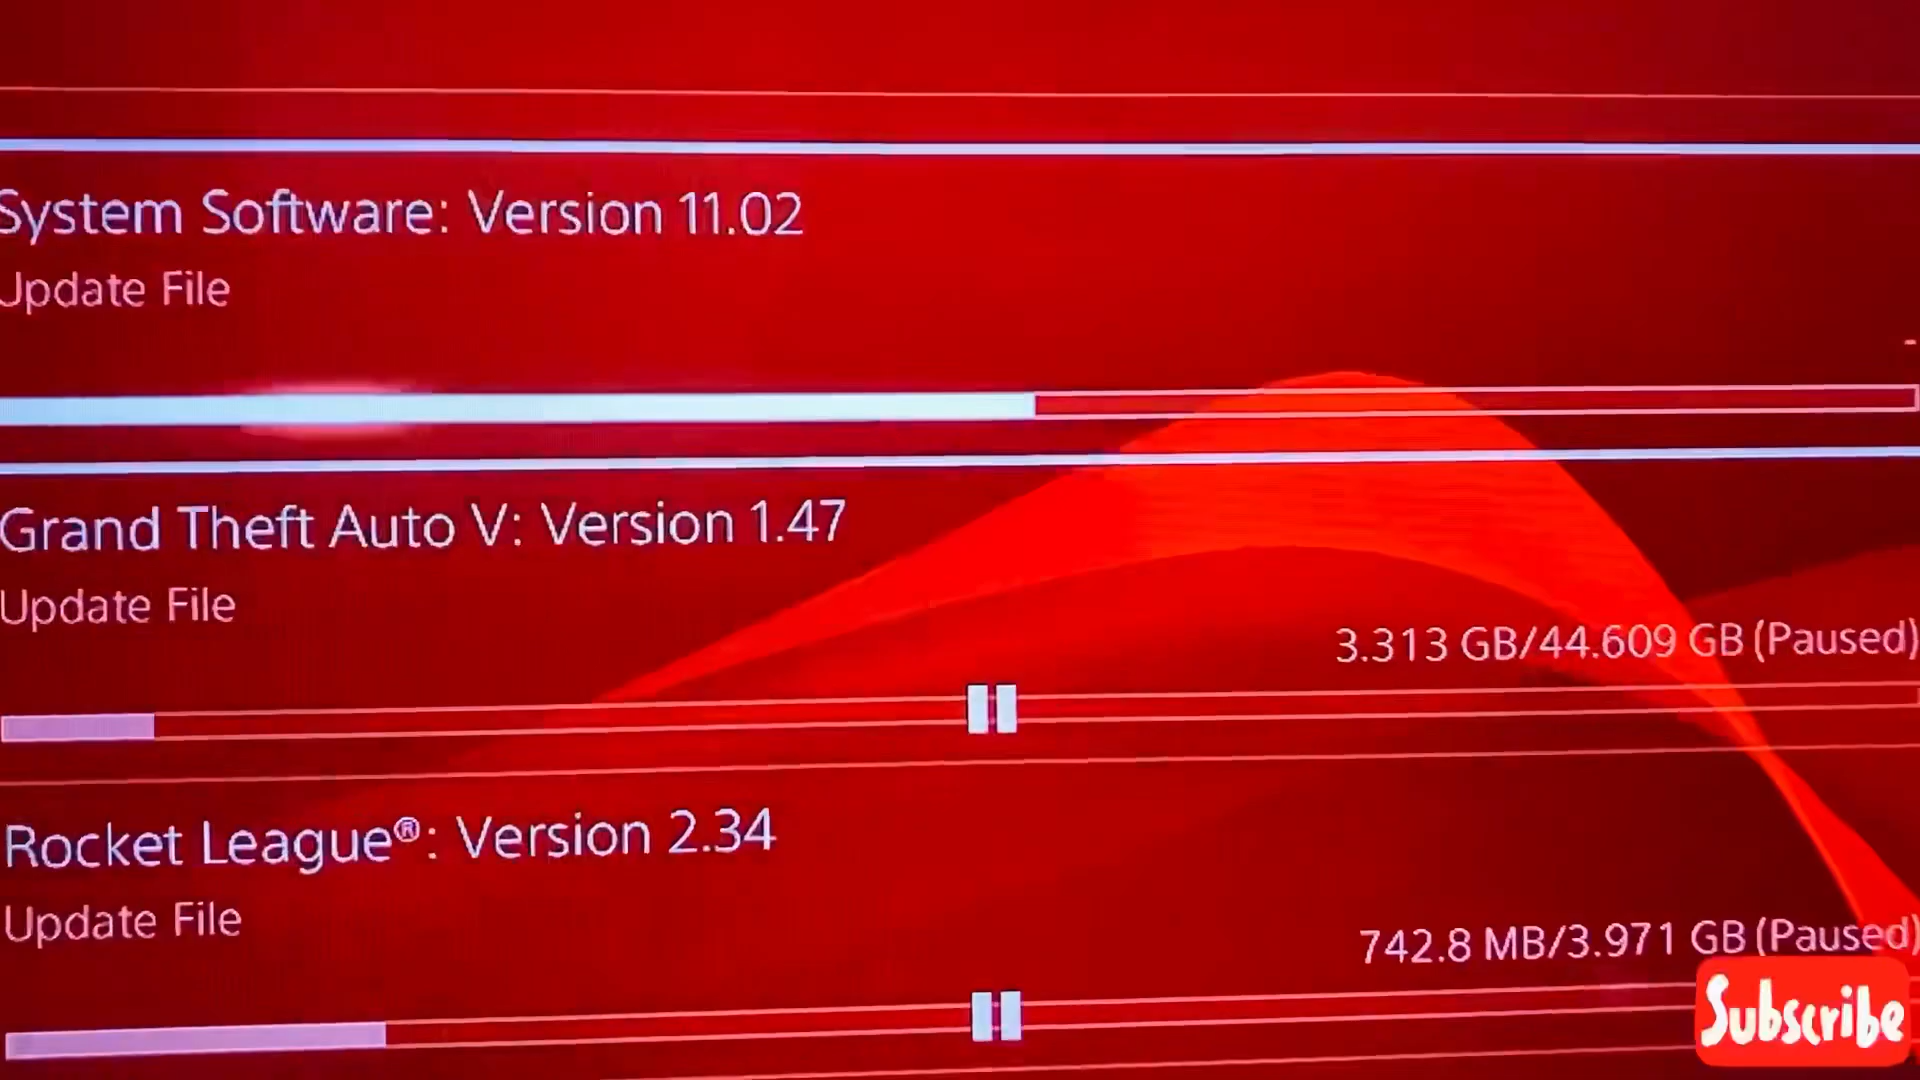 System Software: Version 11.02
Update File
Grand Theft Auto V: Version 1.47
Update File
3.313 GB/44.609 GB (Paused)
Rocket League®: Version 2.34
Update File
742.8 MB/3.971 GB (Paused)
Subscribe